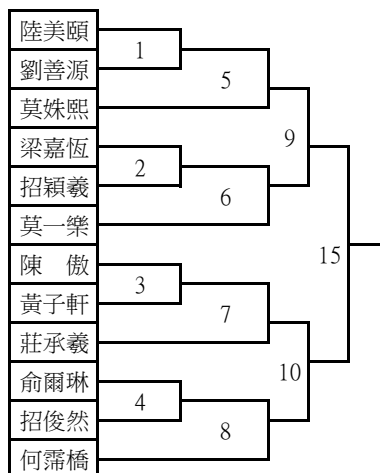 陸美頤
劉善源
莫姝熙
梁嘉恆
招穎羲
莫一樂
陳　傲
黃子軒
莊承羲
俞爾琳
招俊然
何霈橋
1
2
3
4
5
6
7
8
9
10
15